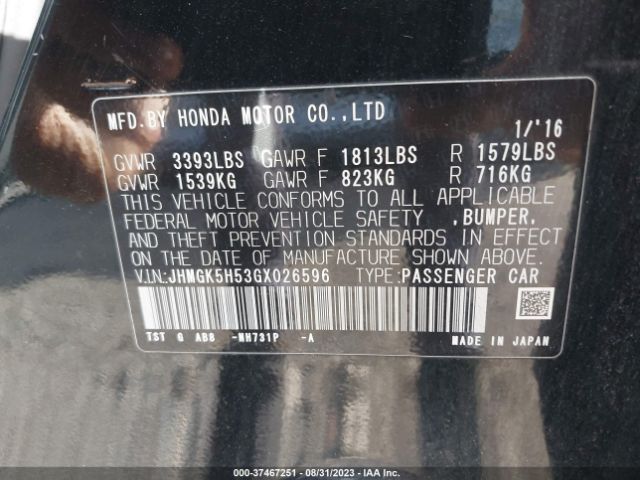 MFD.BY HONDA MOTOR CO.,LTD
1/'16
GVWR 3393LBS GAWR F 1813LBS R 1579LBS
GVWR 1539KG GAWR F 823KG R 716KG
THIS VEHICLE CONFORMS TO ALL APPLICABLE
FEDERAL MOTOR VEHICLE SAFETY ,BUMPER,
AND THEFT PREVENTION STANDARDS IN EFFECT
ON THE DATE OF MANUFACTURE SHOWN ABOVE.
V.I.N.:JHMGK5H53GX026596 TYPE:PASSENGER CAR
TST G AB8 -NH731P -A MADE IN JAPAN
000-37467251 - 08/31/2023 - IAA Inc.